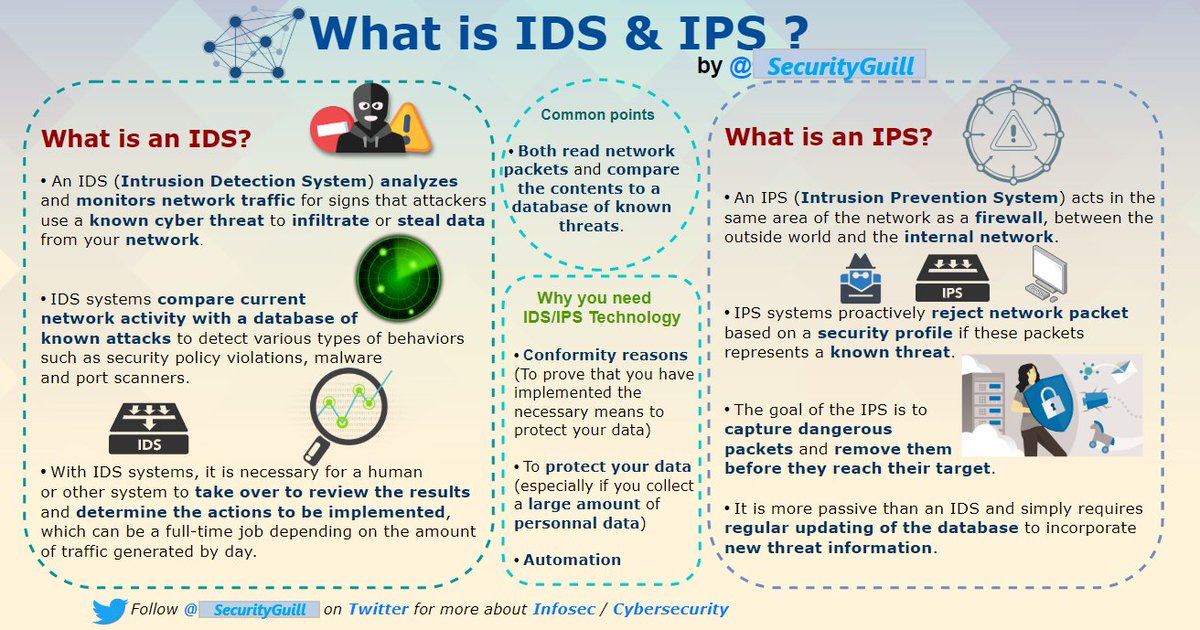 What is IDS & IPS ?
by @ SecurityGuill
What is an IDS?
• An IDS (Intrusion Detection System) analyzes
and monitors network traffic for signs that attackers
use a known cyber threat to infiltrate or steal data
from your network.
• IDS systems compare current
network activity with a database of
known attacks to detect various types of behaviors
such as security policy violations, malware
and port scanners.
IDS
• With IDS systems, it is necessary for a human
or other system to take over to review the results
and determine the actions to be implemented,
which can be a full-time job depending on the amount
of traffic generated by day.
Common points
• Both read network
packets and compare
the contents to a
database of known
threats.
Why you need
IDS/IPS Technology
• Conformity reasons
(To prove that you have
implemented the
necessary means to
protect your data)
• To protect your data
(especially if you collect
a large amount of
personnal data)
• Automation
What is an IPS?
• An IPS (Intrusion Prevention System) acts in the
same area of the network as a firewall, between the
outside world and the internal network.
IPS
• IPS systems proactively reject network packet
based on a security profile if these packets
represents a known threat.
• The goal of the IPS is to
capture dangerous
packets and remove them
before they reach their target.
• It is more passive than an IDS and simply requires
regular updating of the database to incorporate
new threat information.
Follow @ SecurityGuill on Twitter for more about Infosec / Cybersecurity